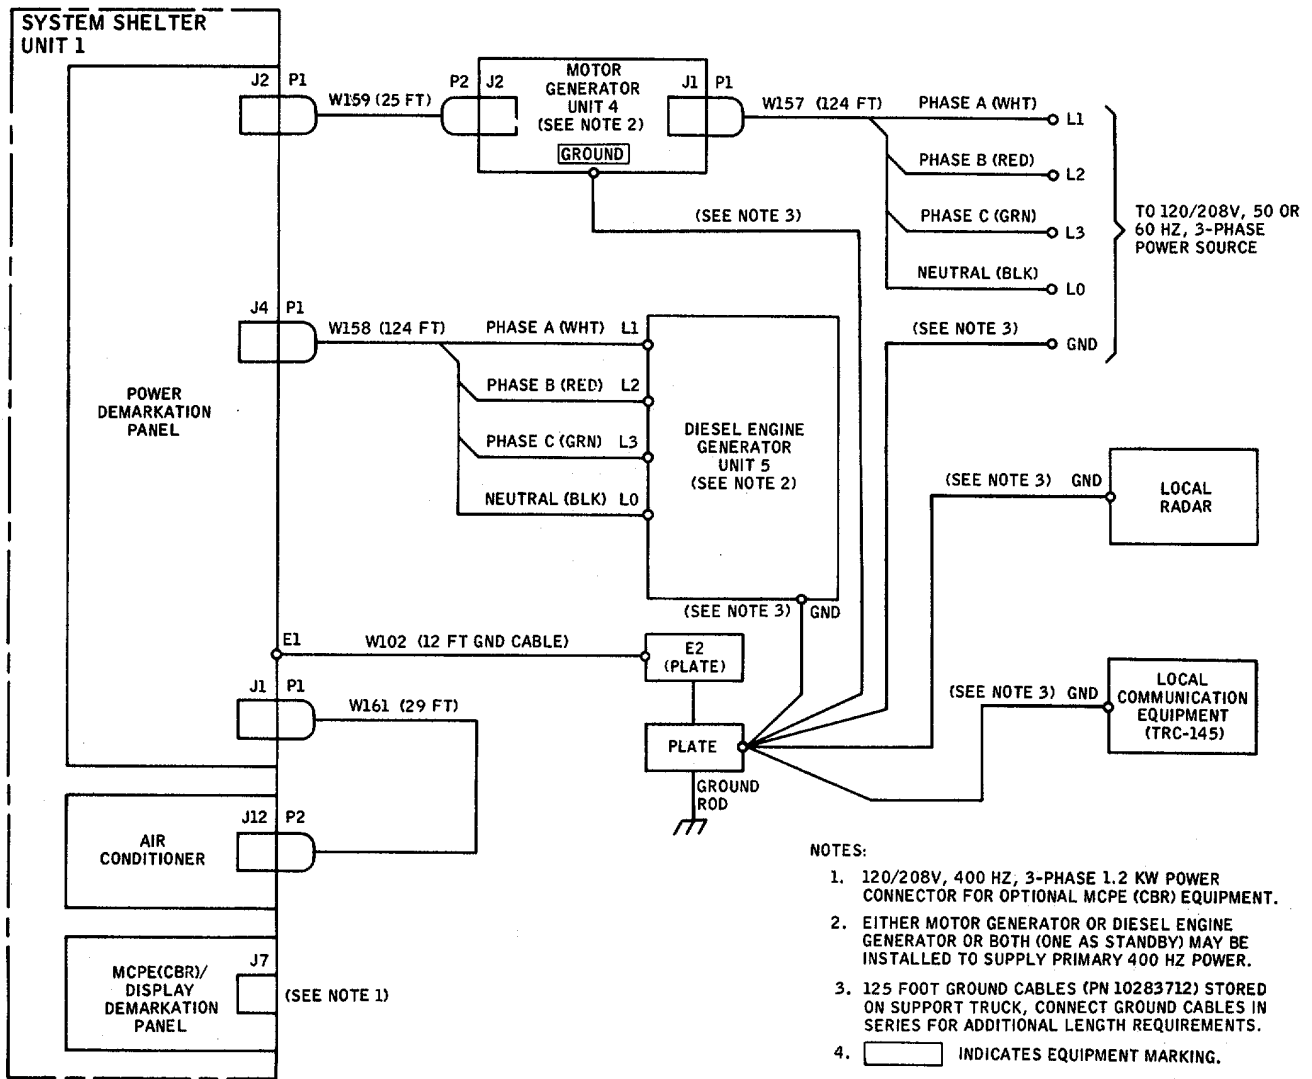 SYSTEM SHELTER
UNIT 1
J2 P1
W159 (25 FT)
P2 J2
MOTOR
GENERATOR
UNIT 4
(SEE NOTE 2)
GROUND
J1 P1
W157 (124 FT)
PHASE A (WHT)
L1
PHASE B (RED)
L2
PHASE C (GRN)
L3
NEUTRAL (BLK)
L0
(SEE NOTE 3)
GND
TO 120/208V, 50 OR
60 HZ, 3-PHASE
POWER SOURCE
(SEE NOTE 3)
POWER
DEMARKATION
PANEL
J4 P1
W158 (124 FT)
PHASE A (WHT) L1
PHASE B (RED) L2
PHASE C (GRN) L3
NEUTRAL (BLK) L0
DIESEL ENGINE
GENERATOR
UNIT 5
(SEE NOTE 2)
(SEE NOTE 3) GND
(SEE NOTE 3) GND
LOCAL
RADAR
E1
W102 (12 FT GND CABLE)
E2
(PLATE)
J1 P1
W161 (29 FT)
PLATE
GROUND
ROD
(SEE NOTE 3) GND
LOCAL
COMMUNICATION
EQUIPMENT
(TRC-145)
J12 P2
AIR
CONDITIONER
J7
MCPE(CBR)/
DISPLAY
DEMARKATION
PANEL
(SEE NOTE 1)
NOTES:
1. 120/208V, 400 HZ, 3-PHASE 1.2 KW POWER
CONNECTOR FOR OPTIONAL MCPE (CBR) EQUIPMENT.
2. EITHER MOTOR GENERATOR OR DIESEL ENGINE
GENERATOR OR BOTH (ONE AS STANDBY) MAY BE
INSTALLED TO SUPPLY PRIMARY 400 HZ POWER.
3. 125 FOOT GROUND CABLES (PN 10283712) STORED
ON SUPPORT TRUCK, CONNECT GROUND CABLES IN
SERIES FOR ADDITIONAL LENGTH REQUIREMENTS.
4. INDICATES EQUIPMENT MARKING.